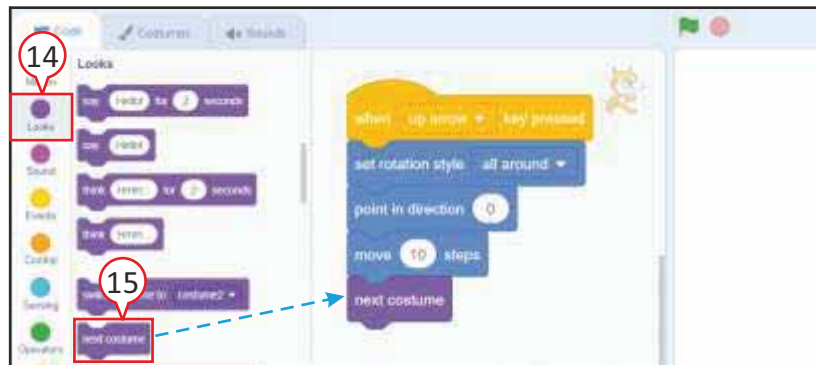 Code
Costumes
Sounds
14
Looks
Motion
say Hello! for 2 seconds
Looks
say Hello!
Sound
think Hmm... for 2 seconds
Events
think Hmm...
Control
15
costume2
Sensing
next costume
Operators
when up arrow key pressed
set rotation style all around
point in direction 0
move 10 steps
next costume